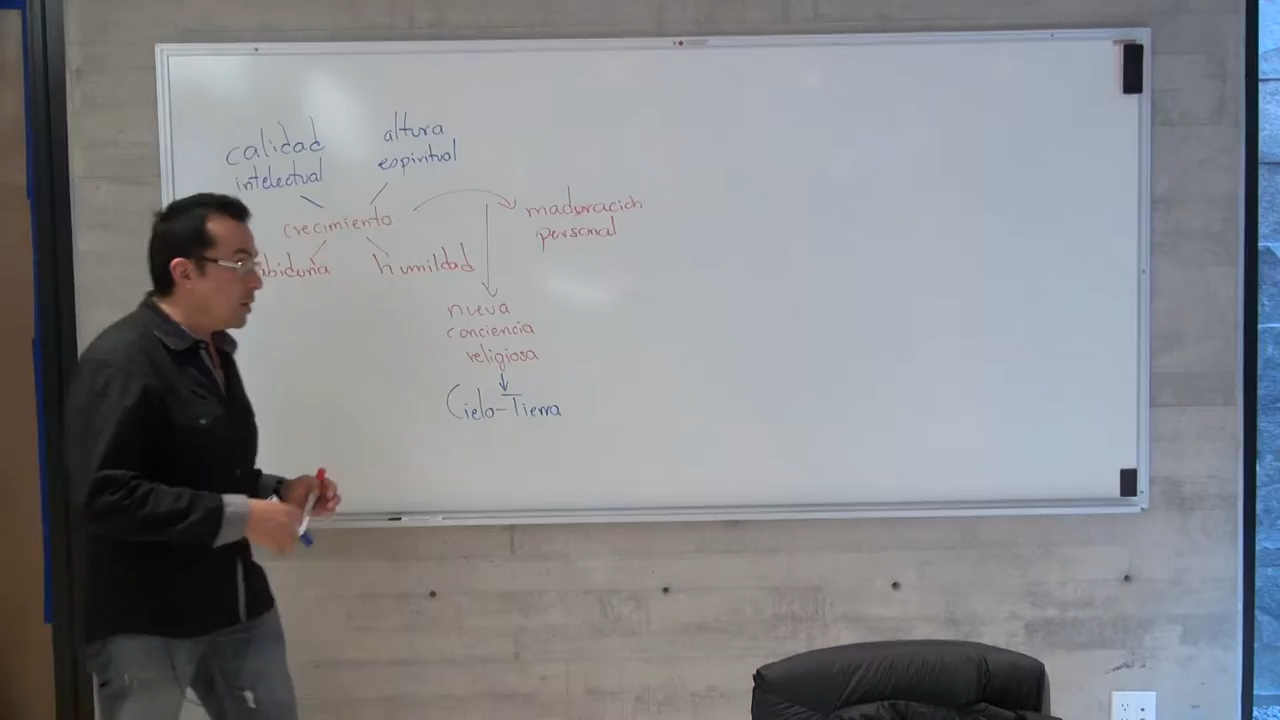 calidad
intelectual
altura
espiritual
crecimiento
maduración
personal
humildad
nueva
conciencia
religiosa
Cielo-Tierra